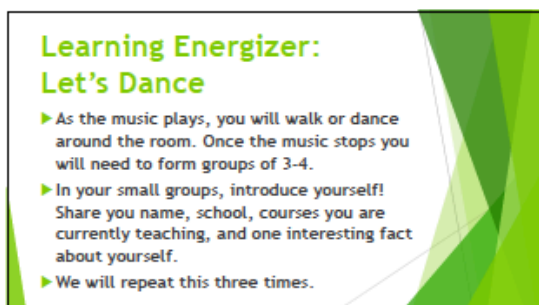 Learning Energizer:
Let's Dance
As the music plays, you will walk or dance
around the room. Once the music stops you
will need to form groups of 3-4.
In your small groups, introduce yourself!
Share you name, school, courses you are
currently teaching, and one interesting fact
about yourself.
We will repeat this three times.